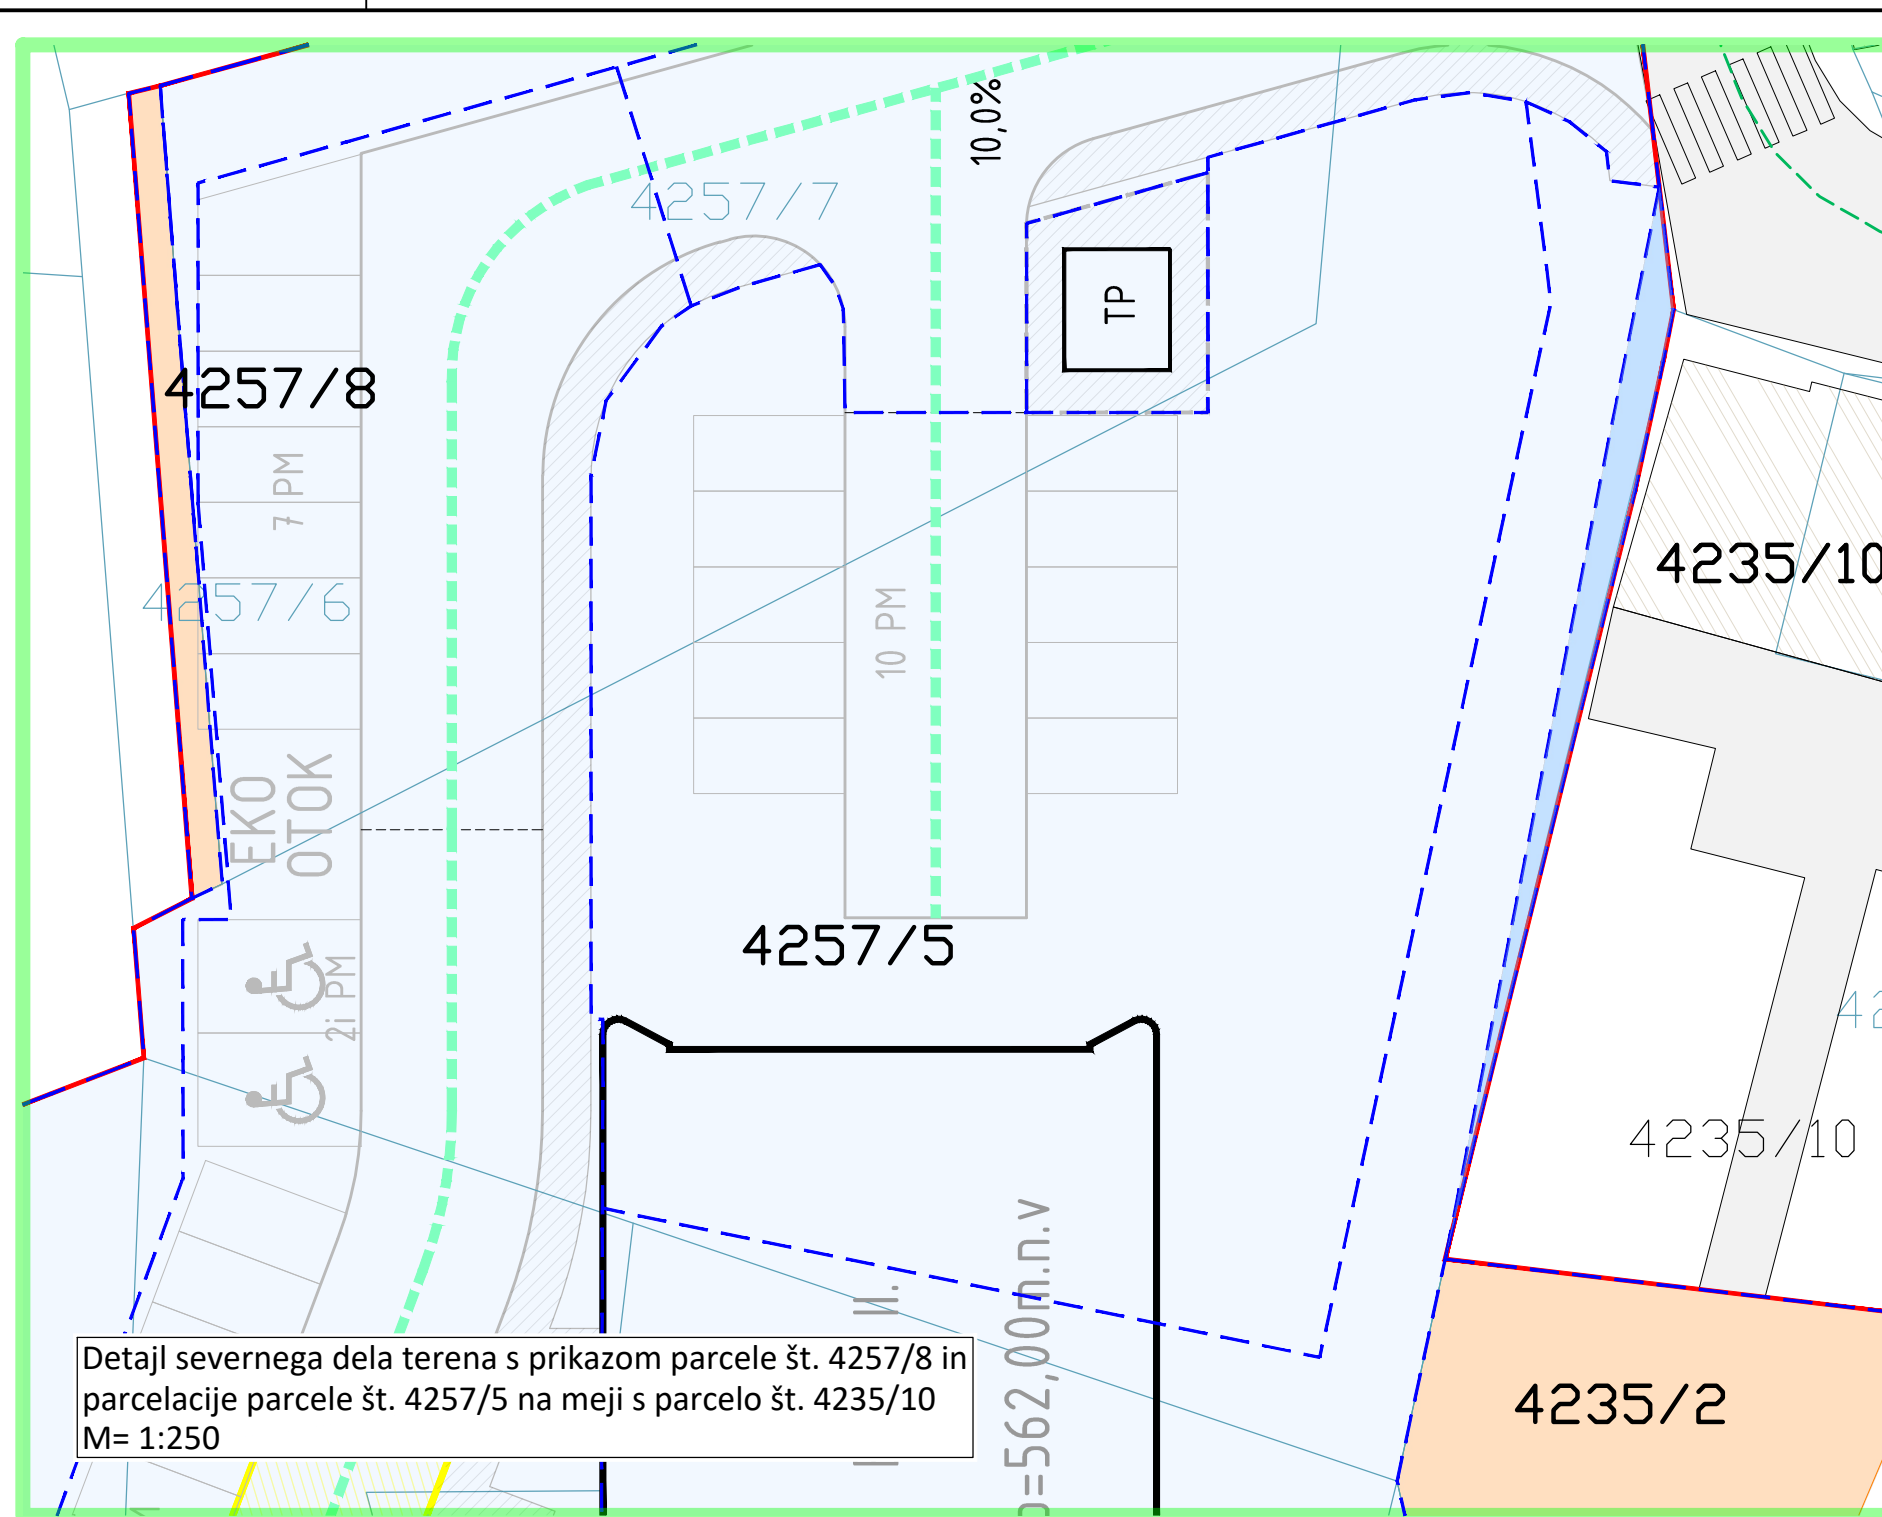 10,0%
4257/7
TP
4257/8
7 PM
4235/10
4257/6
10 PM
EKO
OTOK
4257/5
2i PM
4235/10
II.
=562,00m.n.v
Detajl severnega dela terena s prikazom parcele št. 4257/8 in
parcelacije parcele št. 4257/5 na meji s parcelo št. 4235/10
M= 1:250
4235/2